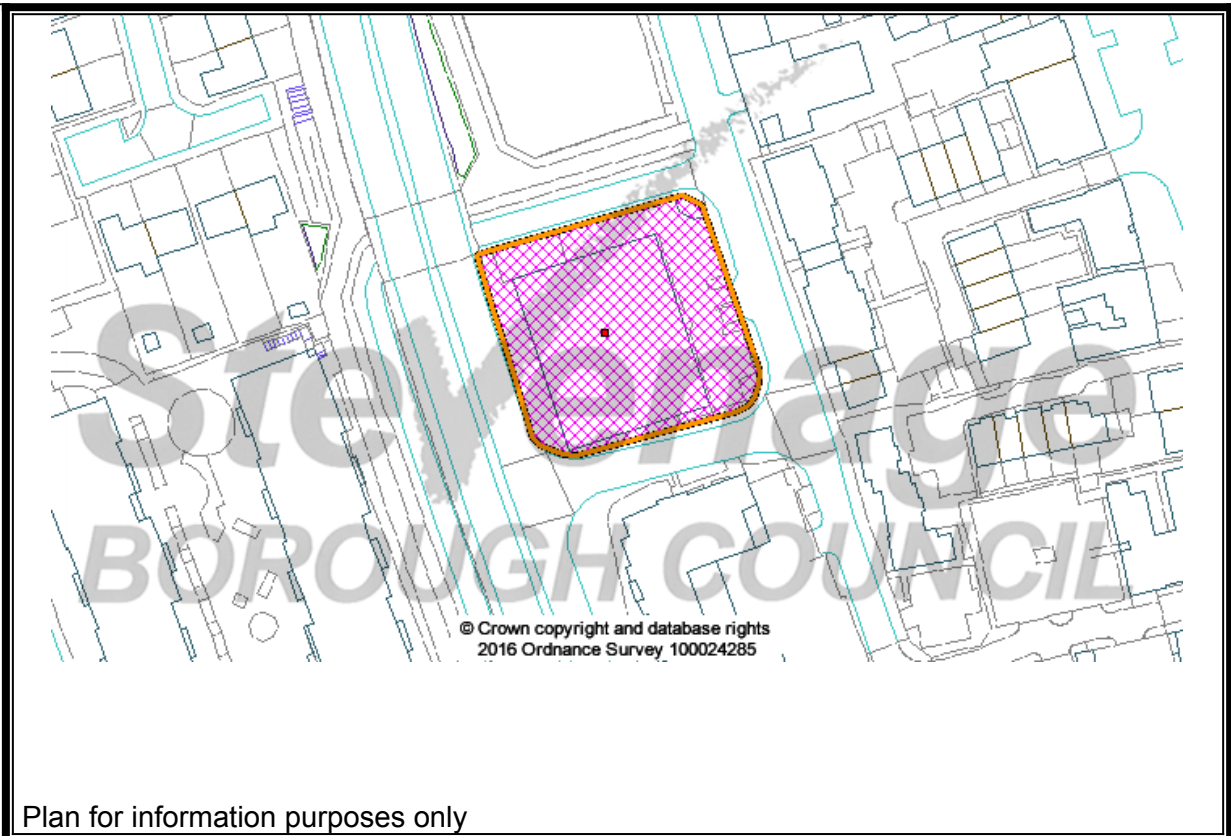 Stevenage
BOROUGH COUNCIL
© Crown copyright and database rights
2016 Ordnance Survey 100024285
Plan for information purposes only